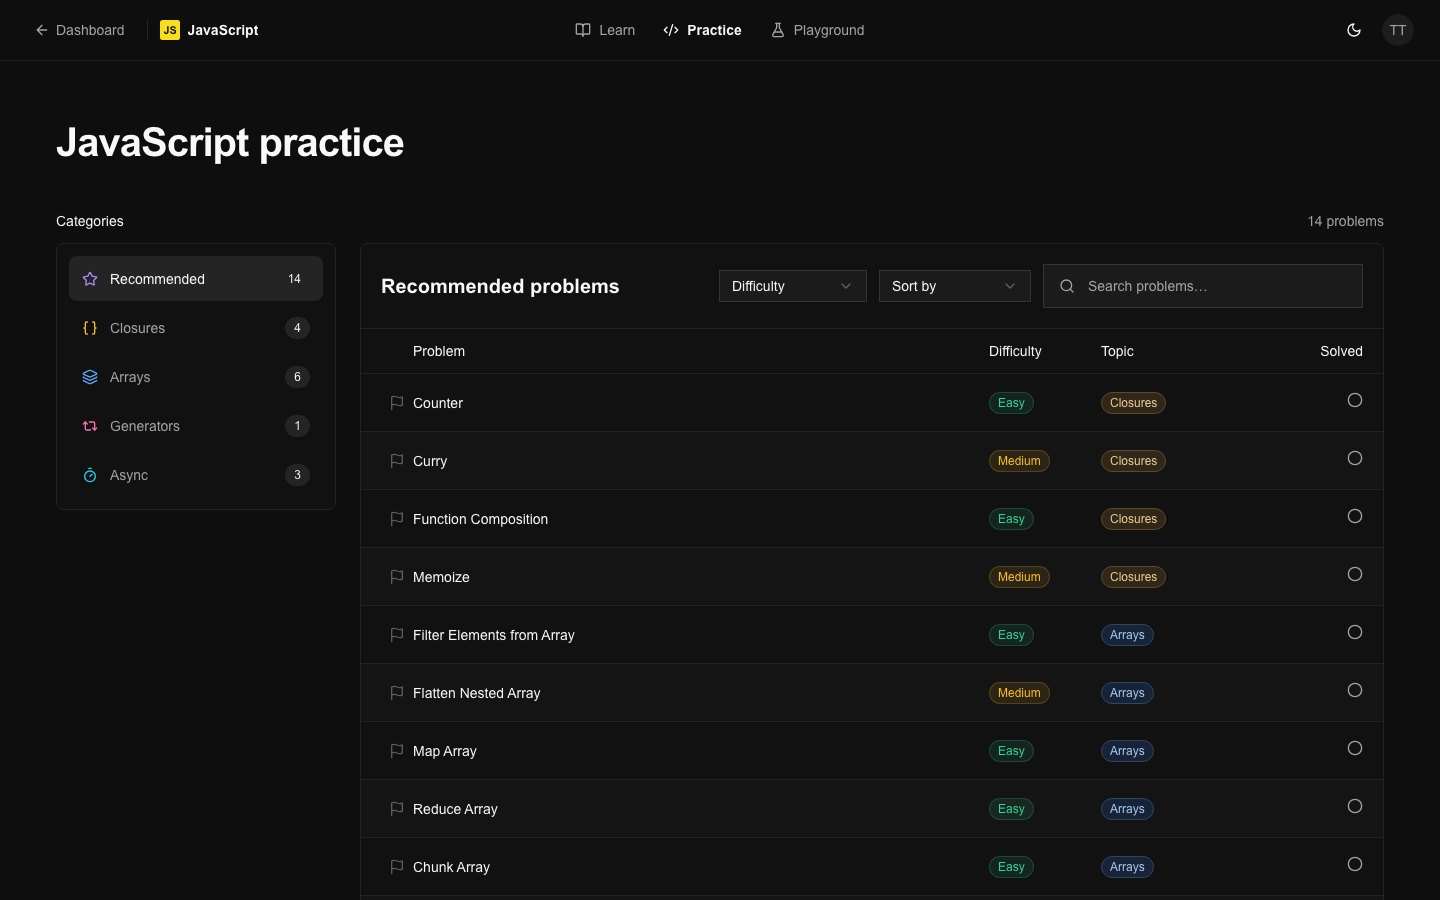 Dashboard JS JavaScript Learn Practice Playground TT
JavaScript practice
Categories 14 problems
Recommended 14
Closures 4
Arrays 6
Generators 1
Async 3
Recommended problems Difficulty Sort by Search problems…
Problem Difficulty Topic Solved
Counter Easy Closures
Curry Medium Closures
Function Composition Easy Closures
Memoize Medium Closures
Filter Elements from Array Easy Arrays
Flatten Nested Array Medium Arrays
Map Array Easy Arrays
Reduce Array Easy Arrays
Chunk Array Easy Arrays